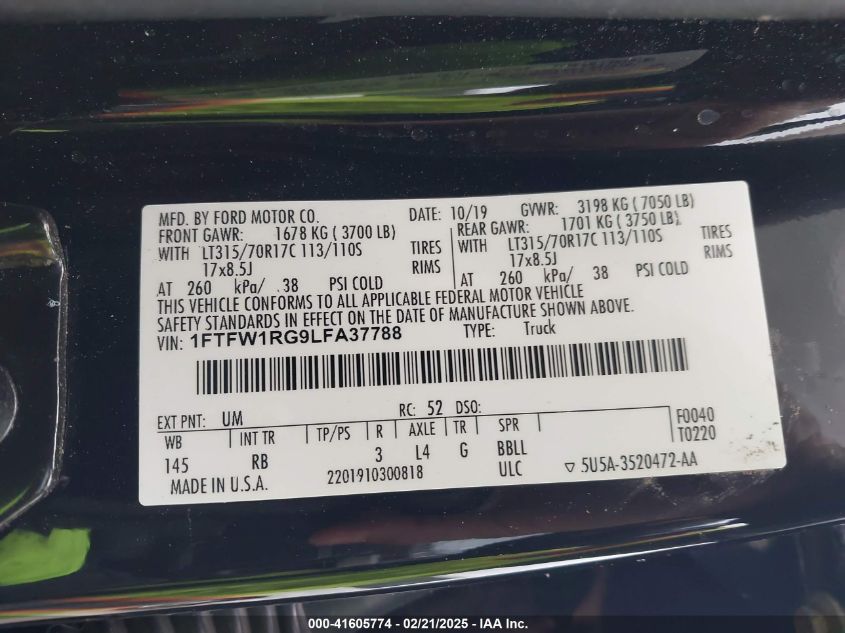 MFD. BY FORD MOTOR CO. DATE: 10/19 GVWR: 3198 KG ( 7050 LB)
FRONT GAWR: 1678 KG ( 3700 LB) REAR GAWR: 1701 KG ( 3750 LB)
WITH LT315/70R17C 113/110S TIRES WITH LT315/70R17C 113/110S TIRES
17x8.5J RIMS 17x8.5J RIMS
AT 260 kPa/ 38 PSI COLD AT 260 kPa/ 38 PSI COLD
THIS VEHICLE CONFORMS TO ALL APPLICABLE FEDERAL MOTOR VEHICLE
SAFETY STANDARDS IN EFFECT ON THE DATE OF MANUFACTURE SHOWN ABOVE.
VIN: 1FTFW1RG9LFA37788 TYPE: Truck
EXT PNT: UM RC: 52 DSO: F0040
WB INT TR TP/PS R AXLE TR SPR T0220
145 RB 3 L4 G BBLL
MADE IN U.S.A. 2201910300818 ULC ▽ 5U5A-3520472-AA
000-41605774 / 02/21/2025 - IAA Inc.